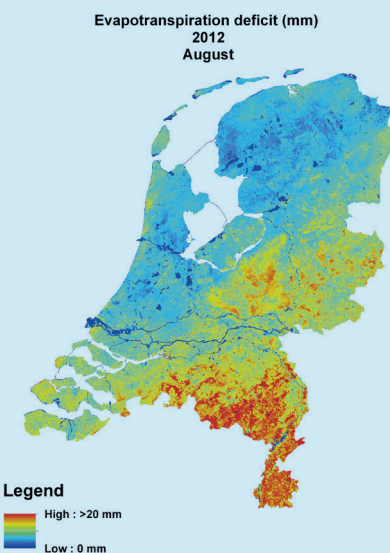 Evapotranspiration deficit (mm)
2012
August
Legend
High : >20 mm
Low : 0 mm